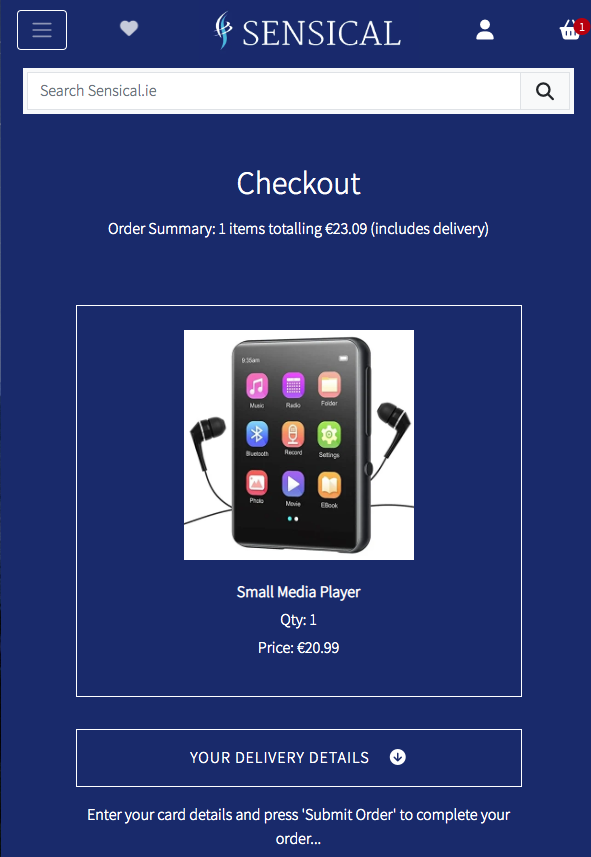 SENSICAL
1
Search Sensical.ie
Checkout
Order Summary: 1 items totalling €23.09 (includes delivery)
9:35am
Music Radio Folder
Bluetooth Record Settings
Photo Movie EBook
Small Media Player
Qty: 1
Price: €20.99
YOUR DELIVERY DETAILS
Enter your card details and press 'Submit Order' to complete your
order...